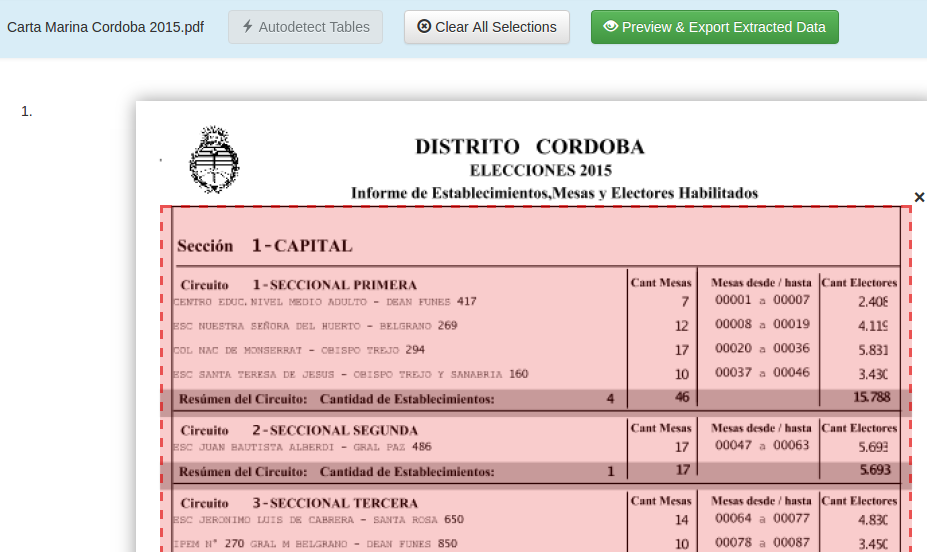 Carta Marina Cordoba 2015.pdf Autodetect Tables Clear All Selections Preview & Export Extracted Data
1.
DISTRITO CORDOBA
ELECCIONES 2015
Informe de Establecimientos,Mesas y Electores Habilitados
×
Sección 1-CAPITAL
Circuito 1-SECCIONAL PRIMERA Cant Mesas Mesas desde / hasta Cant Electores
CENTRO EDUC.NIVEL MEDIO ADULTO - DEAN FUNES 417 7 00001 a 00007 2.408
ESC NUESTRA SEÑORA DEL HUERTO - BELGRANO 269 12 00008 a 00019 4.119
COL NAC DE MONSERRAT - OBISPO TREJO 294 17 00020 a 00036 5.831
ESC SANTA TERESA DE JESUS - OBISPO TREJO Y SANABRIA 160 10 00037 a 00046 3.430
Resúmen del Circuito: Cantidad de Establecimientos: 4 46 15.788
Circuito 2-SECCIONAL SEGUNDA Cant Mesas Mesas desde / hasta Cant Electores
ESC JUAN BAUTISTA ALBERDI - GRAL PAZ 486 17 00047 a 00063 5.693
Resúmen del Circuito: Cantidad de Establecimientos: 1 17 5.693
Circuito 3-SECCIONAL TERCERA Cant Mesas Mesas desde / hasta Cant Electores
ESC JERONIMO LUIS DE CABRERA - SANTA ROSA 650 14 00064 a 00077 4.830
IPEM N° 270 GRAL M BELGRANO - DEAN FUNES 850 10 00078 a 00087 3.450